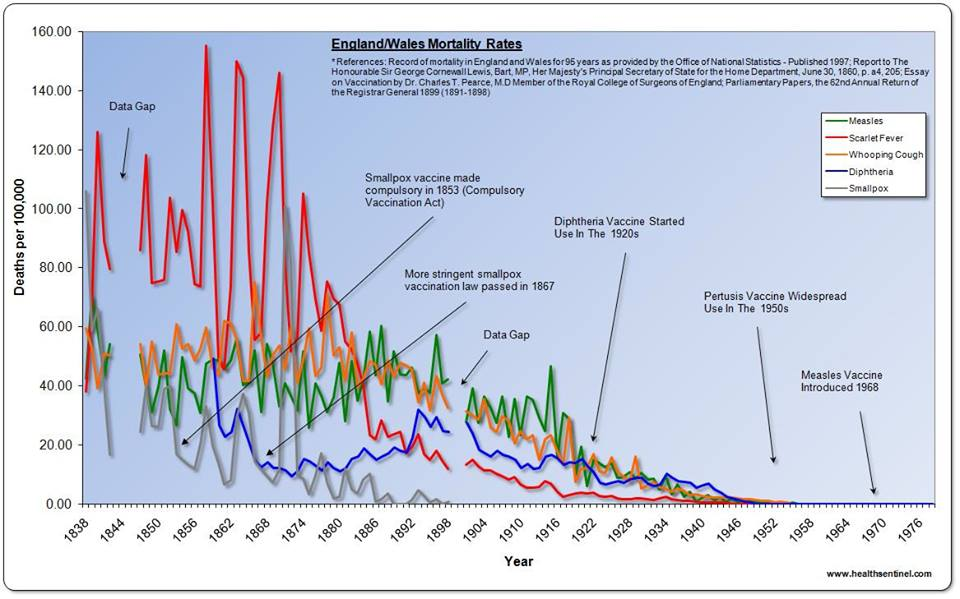 England/Wales Mortality Rates
* References: Record of mortality in England and Wales for 95 years as provided by the Office of National Statistics - Published 1997; Report to The
Honourable Sir George Cornewall Lewis, Bart, MP, Her Majesty's Principal Secretary of State for the Home Department, June 30, 1860, p. a4, 205; Essay
on Vaccination by Dr. Charles T. Pearce, M.D Member of the Royal College of Surgeons of England; Parliamentary Papers, the 62nd Annual Return of
the Registrar General 1899 (1891-1898)
160.00
140.00
120.00
100.00
80.00
60.00
40.00
20.00
0.00
Deaths per 100,000
Data Gap
Smallpox vaccine made
compulsory in 1853 (Compulsory
Vaccination Act)
More stringent smallpox
vaccination law passed in 1867
Data Gap
Diphtheria Vaccine Started
Use In The 1920s
Pertusis Vaccine Widespread
Use In The 1950s
Measles Vaccine
Introduced 1968
Measles
Scarlet Fever
Whooping Cough
Diphtheria
Smallpox
1838
1844
1850
1856
1862
1868
1874
1880
1886
1892
1898
1904
1910
1916
1922
1928
1934
1940
1946
1952
1958
1964
1970
1976
Year
www.healthsentinel.com